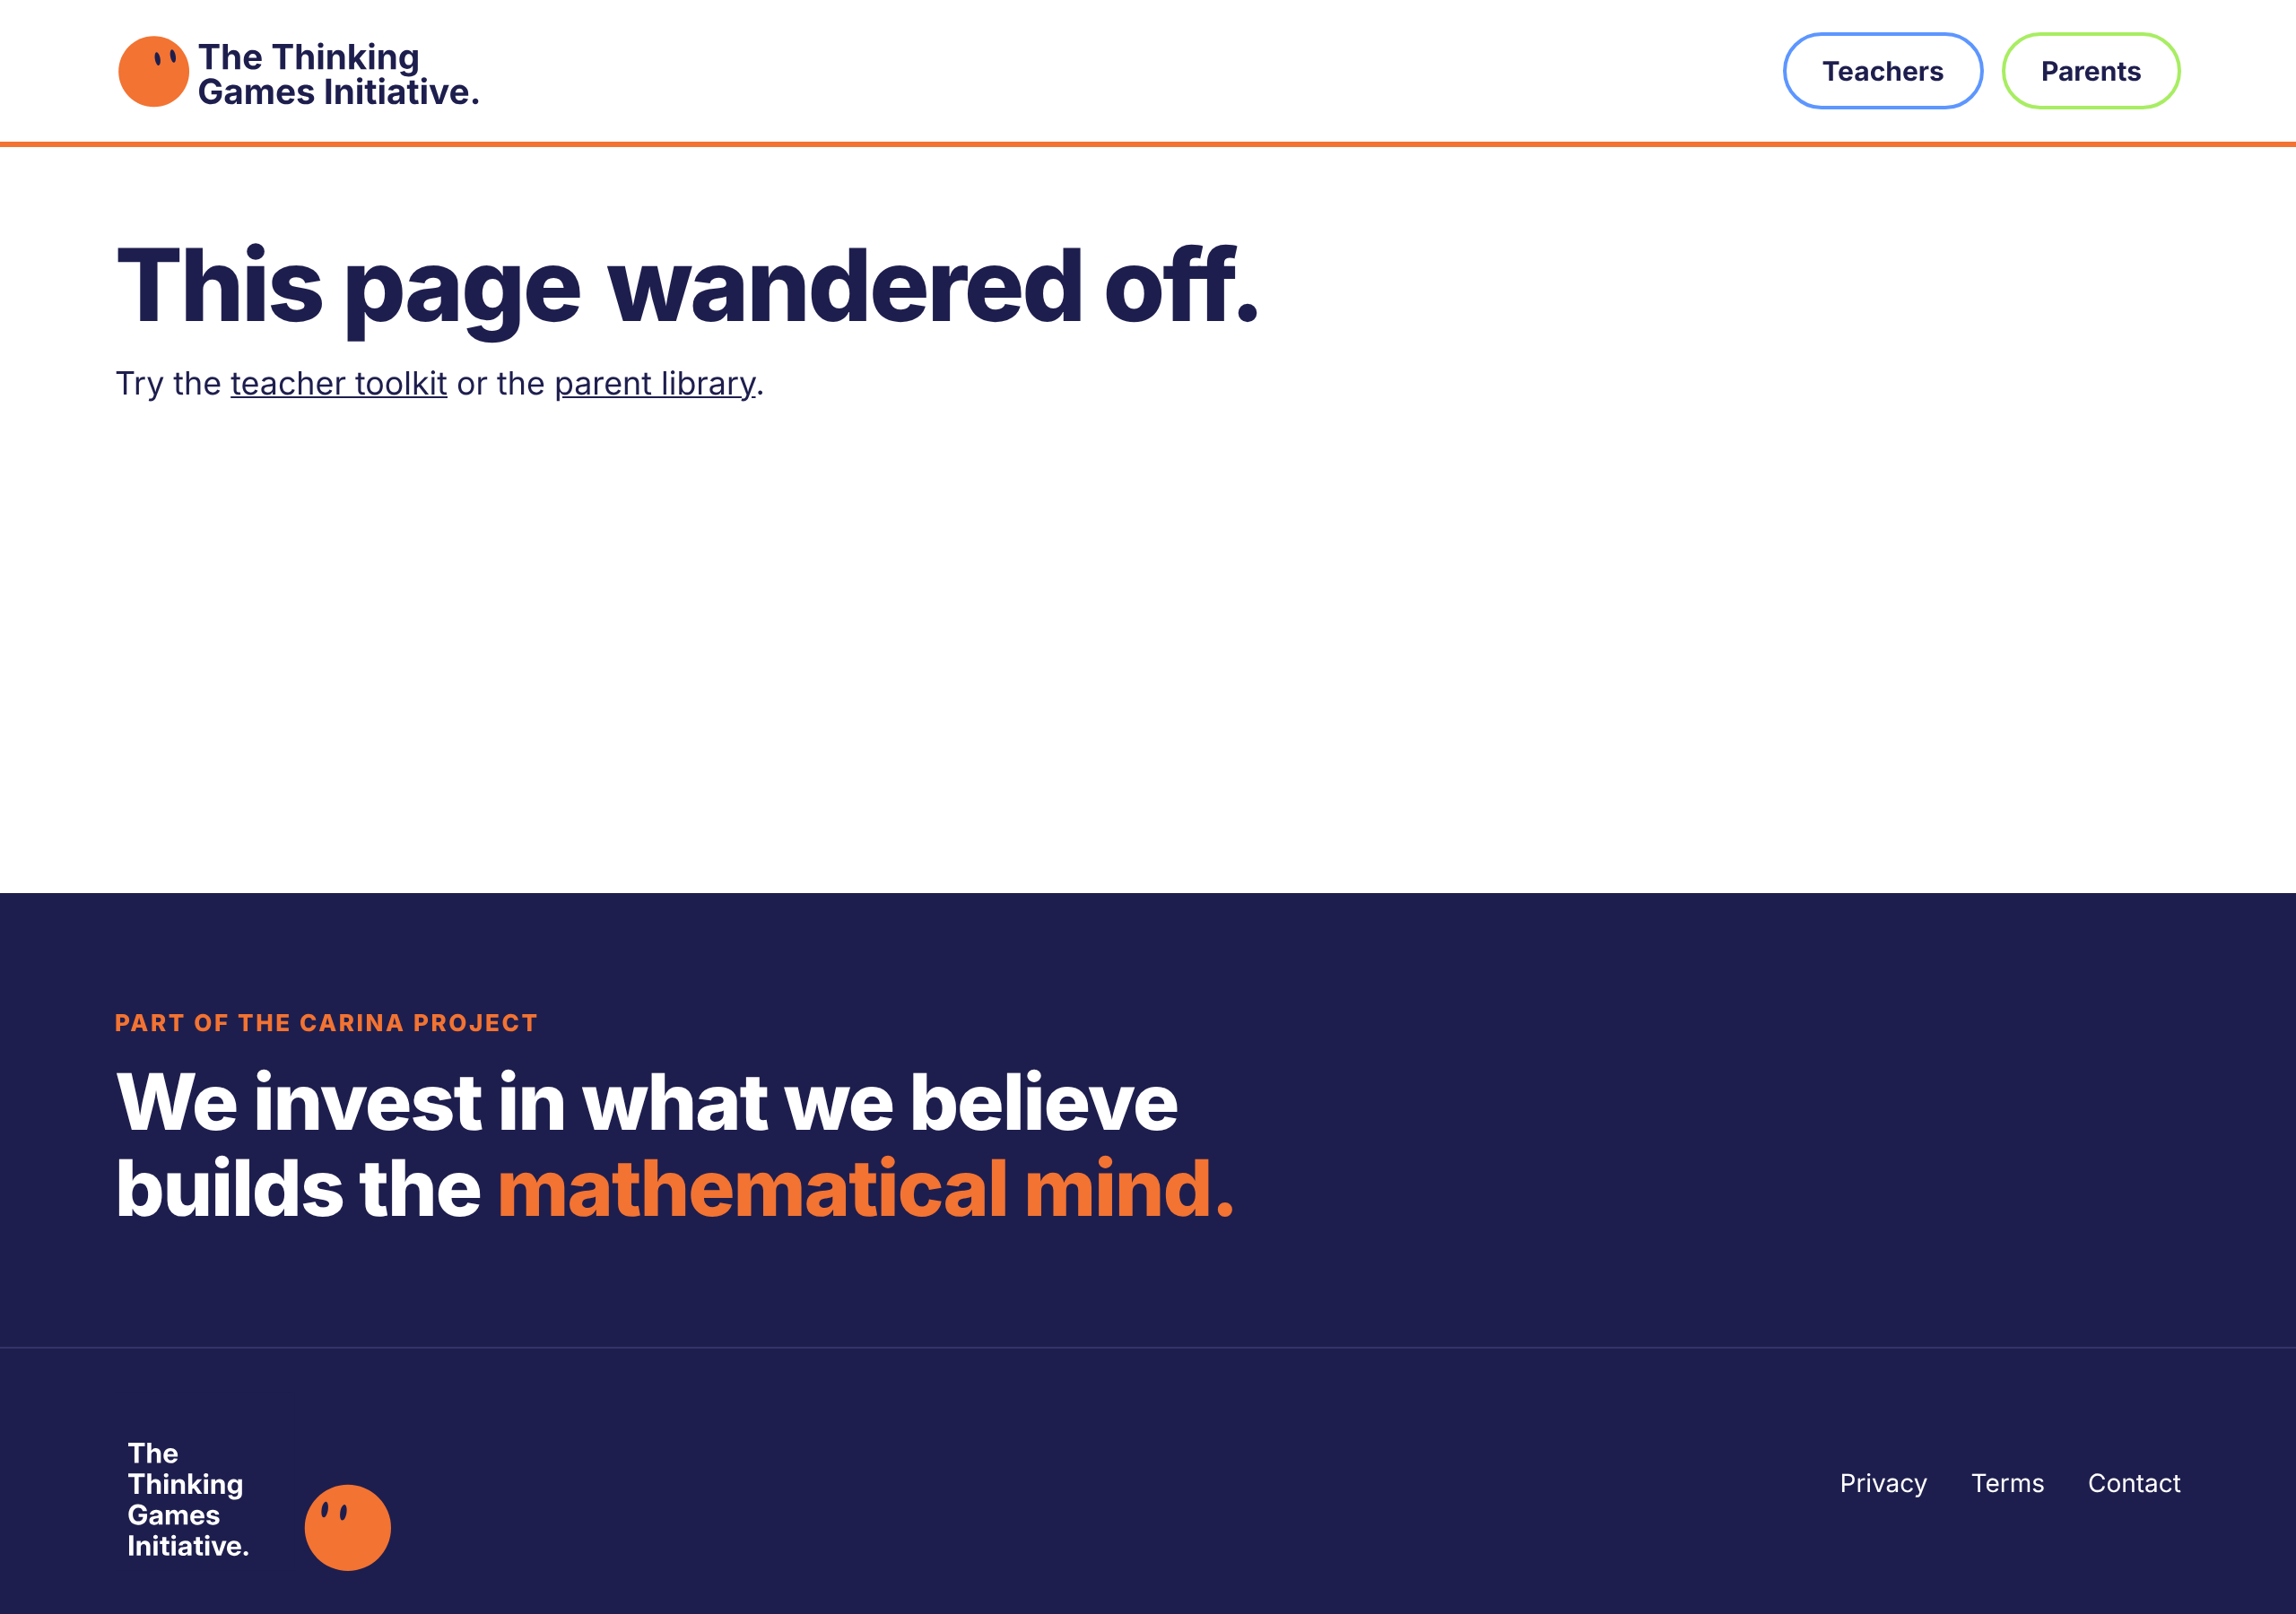 The Thinking
Games Initiative.
Teachers
Parents
This page wandered off.
Try the teacher toolkit or the parent library.
PART OF THE CARINA PROJECT
We invest in what we believe
builds the mathematical mind.
The
Thinking
Games
Initiative.
Privacy
Terms
Contact